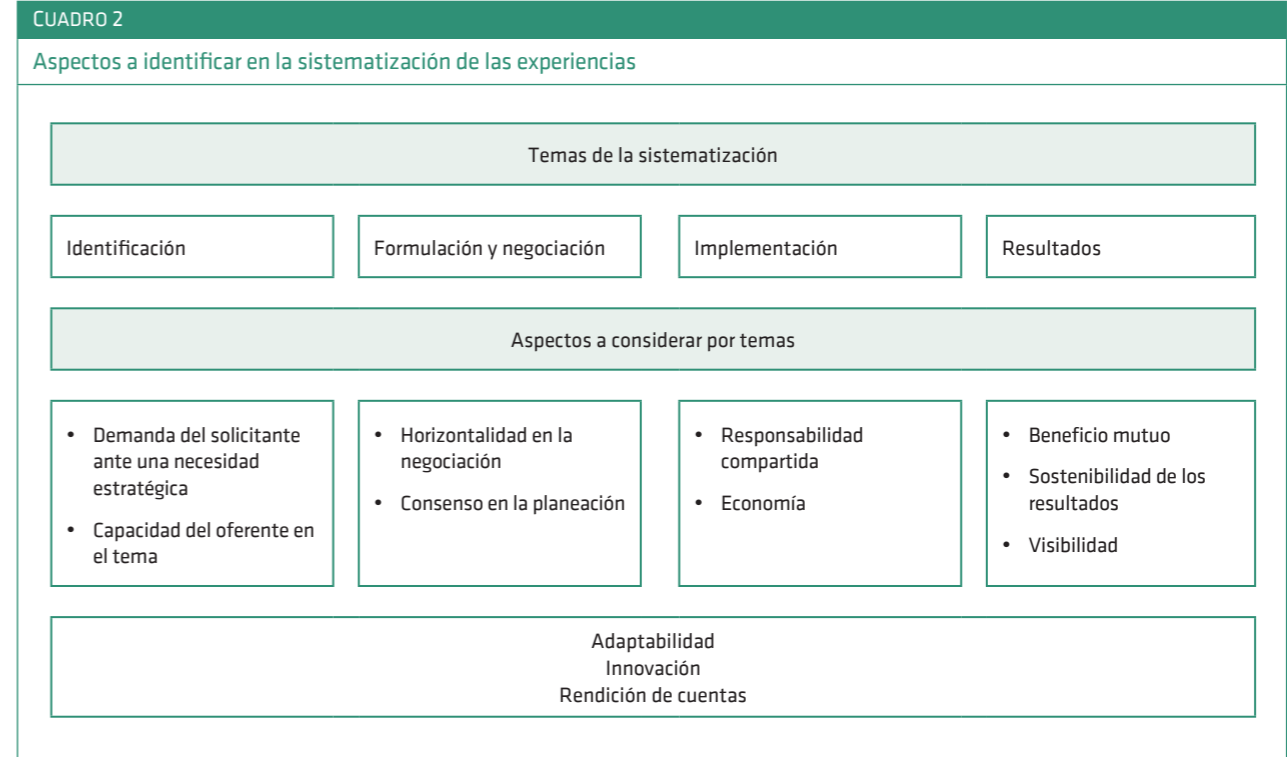 CUADRO 2
Aspectos a identificar en la sistematización de las experiencias
Temas de la sistematización
Identificación
Formulación y negociación
Implementación
Resultados
Aspectos a considerar por temas
• Demanda del solicitante
ante una necesidad
estratégica
• Capacidad del oferente en
el tema
• Horizontalidad en la
negociación
• Consenso en la planeación
• Responsabilidad
compartida
• Economía
• Beneficio mutuo
• Sostenibilidad de los
resultados
• Visibilidad
Adaptabilidad
Innovación
Rendición de cuentas